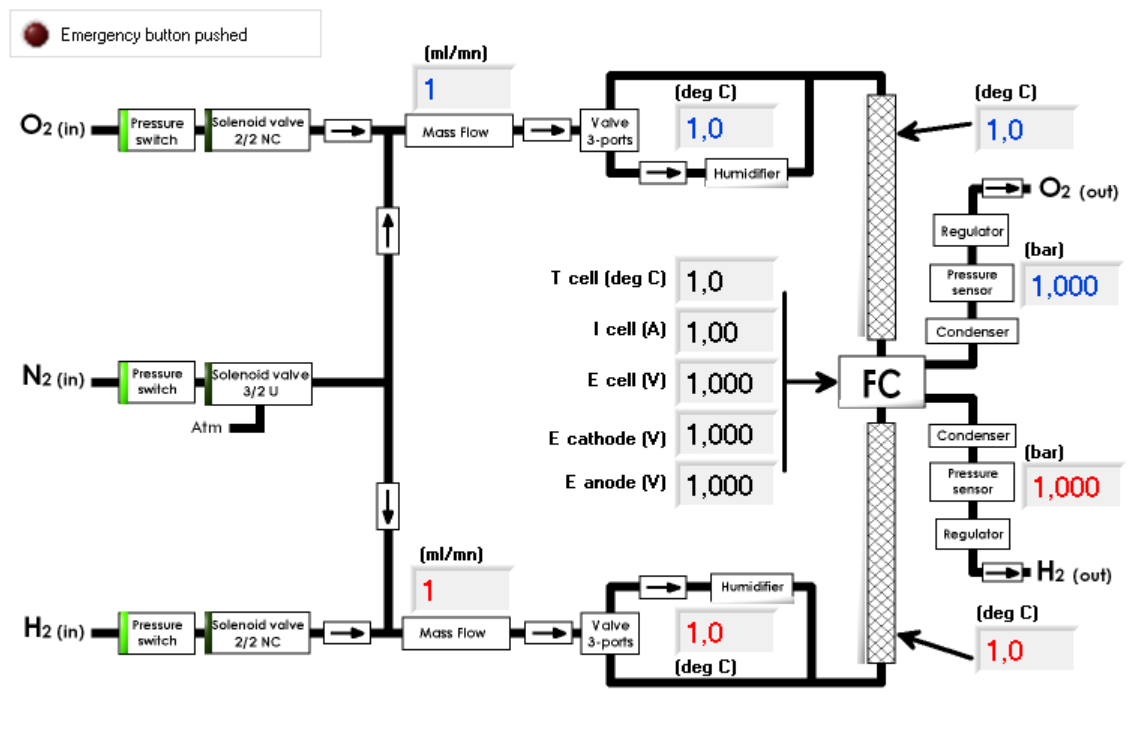 Emergency button pushed
(ml/mn)
1
(deg C)
1,0
(deg C)
1,0
O2 (in)
Pressure
switch
Solenoid valve
2/2 NC
Mass Flow
Valve
3-ports
Humidifier
O2 (out)
Regulator
(bar)
Pressure
sensor
1,000
Condenser
T cell (deg C)
1,0
I cell (A)
1,00
E cell (V)
1,000
E cathode (V)
1,000
E anode (V)
1,000
FC
N2 (in)
Pressure
switch
Solenoid valve
3/2 U
Atm
Condenser
(bar)
Pressure
sensor
1,000
Regulator
H2 (out)
(ml/mn)
1
Humidifier
H2 (in)
Pressure
switch
Solenoid valve
2/2 NC
Mass Flow
Valve
3-ports
1,0
(deg C)
(deg C)
1,0